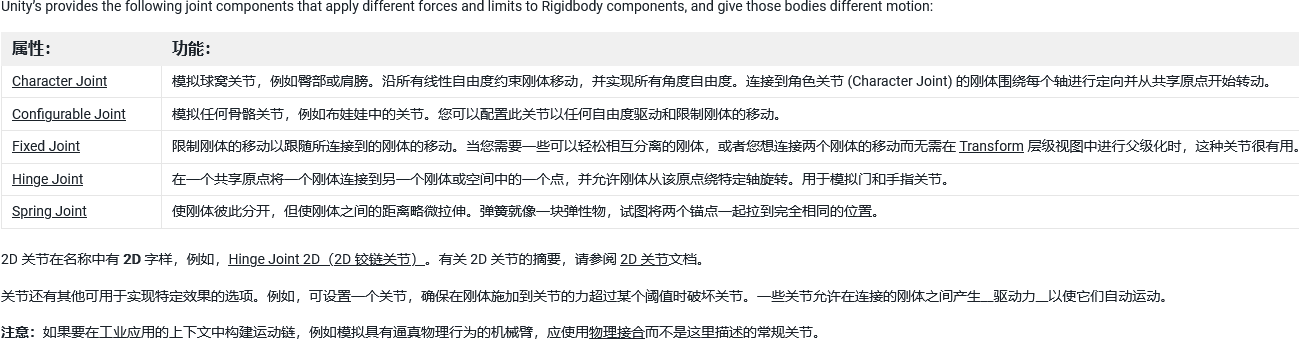 Unity's provides the following joint components that apply different forces and limits to Rigidbody components, and give those bodies different motion:
属性： 功能：
Character Joint 模拟球窝关节，例如臀部或肩膀。沿所有线性自由度约束刚体移动，并实现所有角度自由度。连接到角色关节 (Character Joint) 的刚体围绕每个轴进行定向并从共享原点开始转动。
Configurable Joint 模拟任何骨骼关节，例如布娃娃中的关节。您可以配置此关节以任何自由度驱动和限制刚体的移动。
Fixed Joint 限制刚体的移动以跟随所连接到的刚体的移动。当您需要一些可以轻松相互分离的刚体，或者您想连接两个刚体的移动而无需在 Transform 层级视图中进行父级化时，这种关节很有用。
Hinge Joint 在一个共享原点将一个刚体连接到另一个刚体或空间中的一个点，并允许刚体从该原点绕特定轴旋转。用于模拟门和手指关节。
Spring Joint 使刚体彼此分开，但使刚体之间的距离略微拉伸。弹簧就像一块弹性物，试图将两个锚点一起拉到完全相同的位置。
2D 关节在名称中有 2D 字样，例如，Hinge Joint 2D（2D 铰链关节）。有关 2D 关节的摘要，请参阅 2D 关节文档。
关节还有其他可用于实现特定效果的选项。例如，可设置一个关节，确保在刚体施加到关节的力超过某个阈值时破坏关节。一些关节允许在连接的刚体之间产生__驱动力__以使它们自动运动。
注意：如果要在工业应用的上下文中构建运动链，例如模拟具有逼真物理行为的机械臂，应使用物理接合而不是这里描述的常规关节。